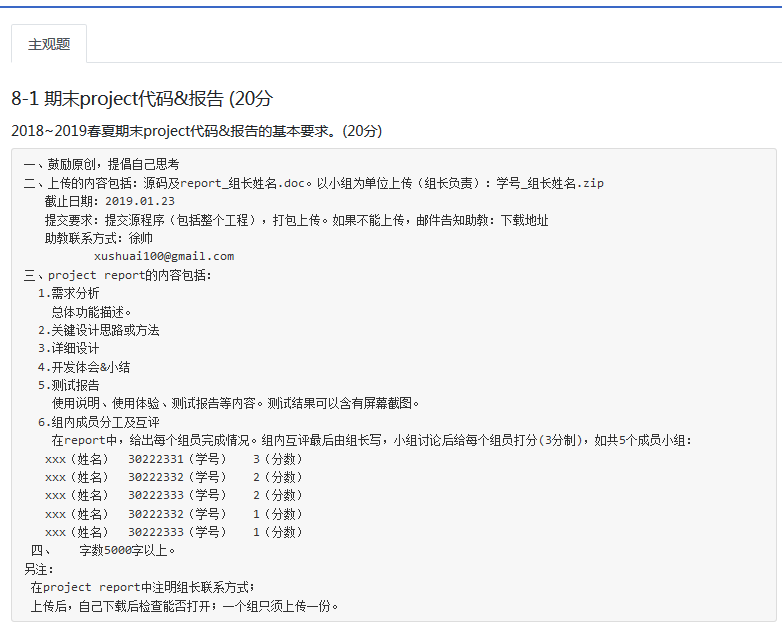 主观题
8-1 期末project代码&报告 (20分
2018~2019春夏期末project代码&报告的基本要求。(20分)
一、鼓励原创，提倡自己思考
二、上传的内容包括：源码及report_组长姓名.doc。以小组为单位上传（组长负责）：学号_组长姓名.zip
截止日期：2019.01.23
提交要求：提交源程序（包括整个工程），打包上传。如果不能上传，邮件告知助教：下载地址
助教联系方式：徐帅
xushuai100@gmail.com
三、project report的内容包括：
1.需求分析
总体功能描述。
2.关键设计思路或方法
3.详细设计
4.开发体会&小结
5.测试报告
使用说明、使用体验、测试报告等内容。测试结果可以含有屏幕截图。
6.组内成员分工及互评
在report中，给出每个组员完成情况。组内互评最后由组长写，小组讨论后给每个组员打分(3分制)，如共5个成员小组：
xxx（姓名） 30222331（学号） 3（分数）
xxx（姓名） 30222332（学号） 2（分数）
xxx（姓名） 30222333（学号） 2（分数）
xxx（姓名） 30222332（学号） 1（分数）
xxx（姓名） 30222333（学号） 1（分数）
四、 字数5000字以上。
另注：
在project report中注明组长联系方式；
上传后，自己下载后检查能否打开；一个组只须上传一份。